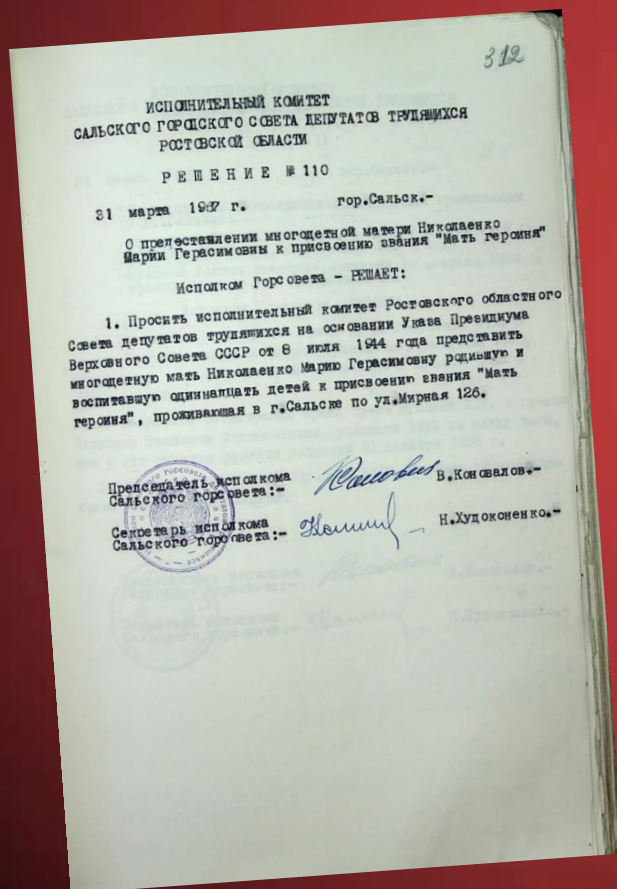 312
ИСПОЛНИТЕЛЬНЫЙ КОМИТЕТ
САЛЬСКОГО ГОРОДСКОГО СОВЕТА ДЕПУТАТОВ ТРУДЯЩИХСЯ
РОСТОВСКОЙ ОБЛАСТИ
РЕШЕНИЕ № 110
31 марта 1967 г. гор.Сальск.-
О предеставлении многодетной матери Николаенко
Марии Герасимовны к присвоению звания "Мать героиня"
Исполком Горсовета - РЕШАЕТ:
1. Просить исполнительный комитет Ростовского областного
Совета депутатов трудящихся на основании Указа Президиума
Верховного Совета СССР от 8 июля 1944 года представить
многодетную мать Николаенко Марию Герасимовну родившую и
воспитавшую одиннадцать детей к присвоению звания "Мать
героиня", проживающая в г.Сальске по ул.Мирная 126.
Председатель исполкома
Сальского горсовета:- В.Коновалов.-
Секретарь исполкома
Сальского горсовета:- Н.Худоконенко.-